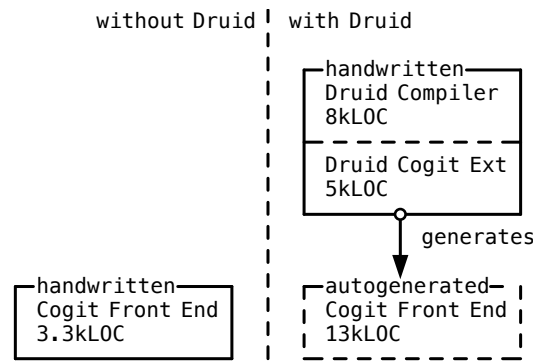 without Druid
with Druid
handwritten
Druid Compiler
8kLOC
Druid Cogit Ext
5kLOC
generates
handwritten
Cogit Front End
3.3kLOC
autogenerated
Cogit Front End
13kLOC